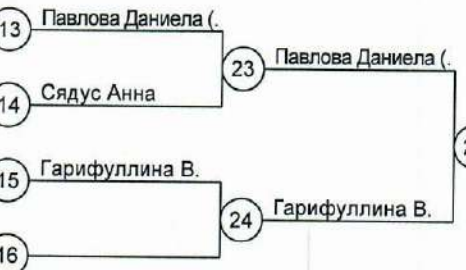 13 Павлова Даниела (.
23 Павлова Даниела (.
14 Сядус Анна
15 Гарифуллина В.
24 Гарифуллина В.
16